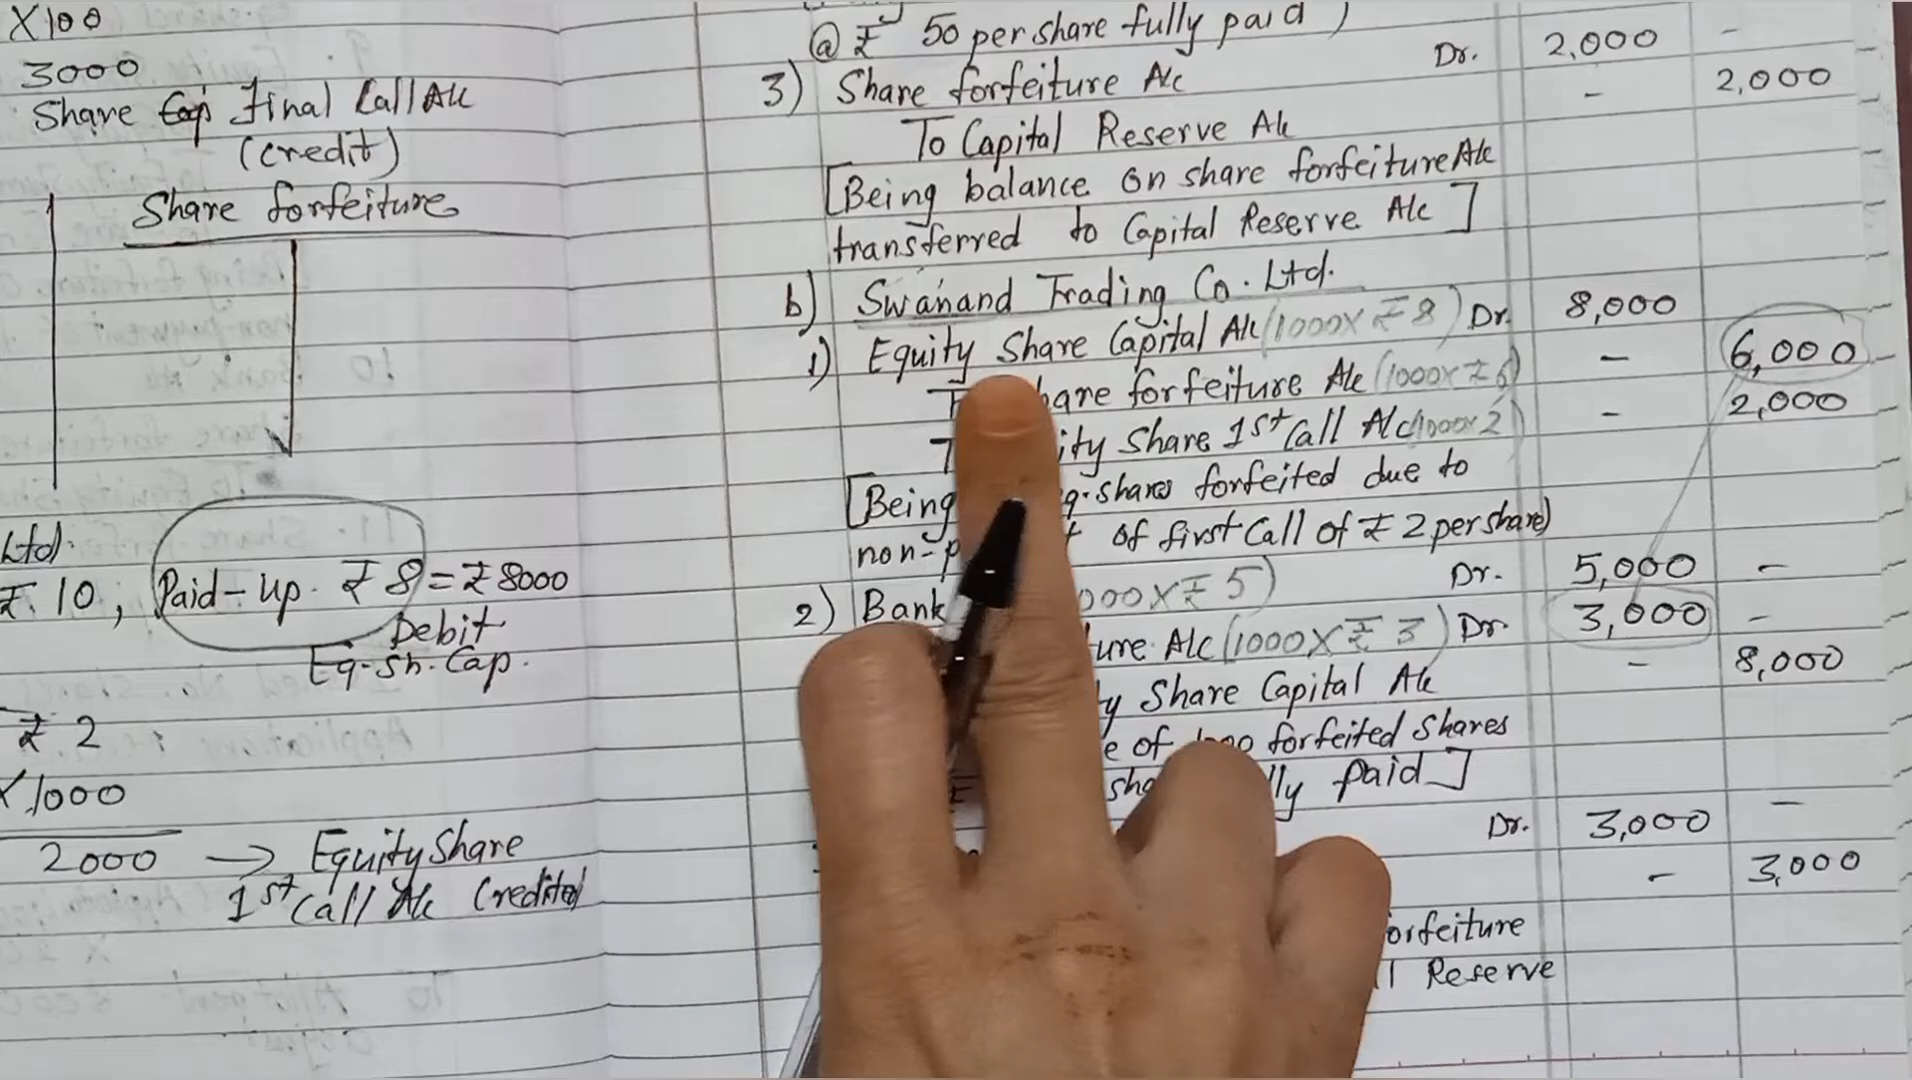 X100
3000
Share Final Call A/c
(credit)
Share forfeiture
Ltd.
₹. 10, Paid-up. ₹ 8 = ₹ 8000
Debit
Eq. Sh. Cap.
₹ 2
X 1000
2000 → Equity Share
1st Call A/c Credited
@ ₹ 50 per share fully paid )
3) Share forfeiture A/c Dr. 2,000 -
To Capital Reserve A/c - 2,000
[Being balance on share forfeiture A/c
transferred to Capital Reserve A/c ]
b) Swanand Trading Co. Ltd.
1) Equity Share Capital A/c (1000 X ₹ 8) Dr. 8,000
hare forfeiture A/c (1000 X ₹ 6) - 6,000
ity Share 1st Call A/c (1000 X 2) - 2,000
[Being q. shares forfeited due to
non-p of first Call of ₹ 2 per share)
2) Bank 000 X ₹ 5) Dr. 5,000 -
ure A/c (1000 X ₹ 3) Dr. 3,000 -
y Share Capital A/c - 8,000
e of 1000 forfeited shares
sha lly paid ]
Dr. 3,000 -
- 3,000
orfeiture
l Reserve